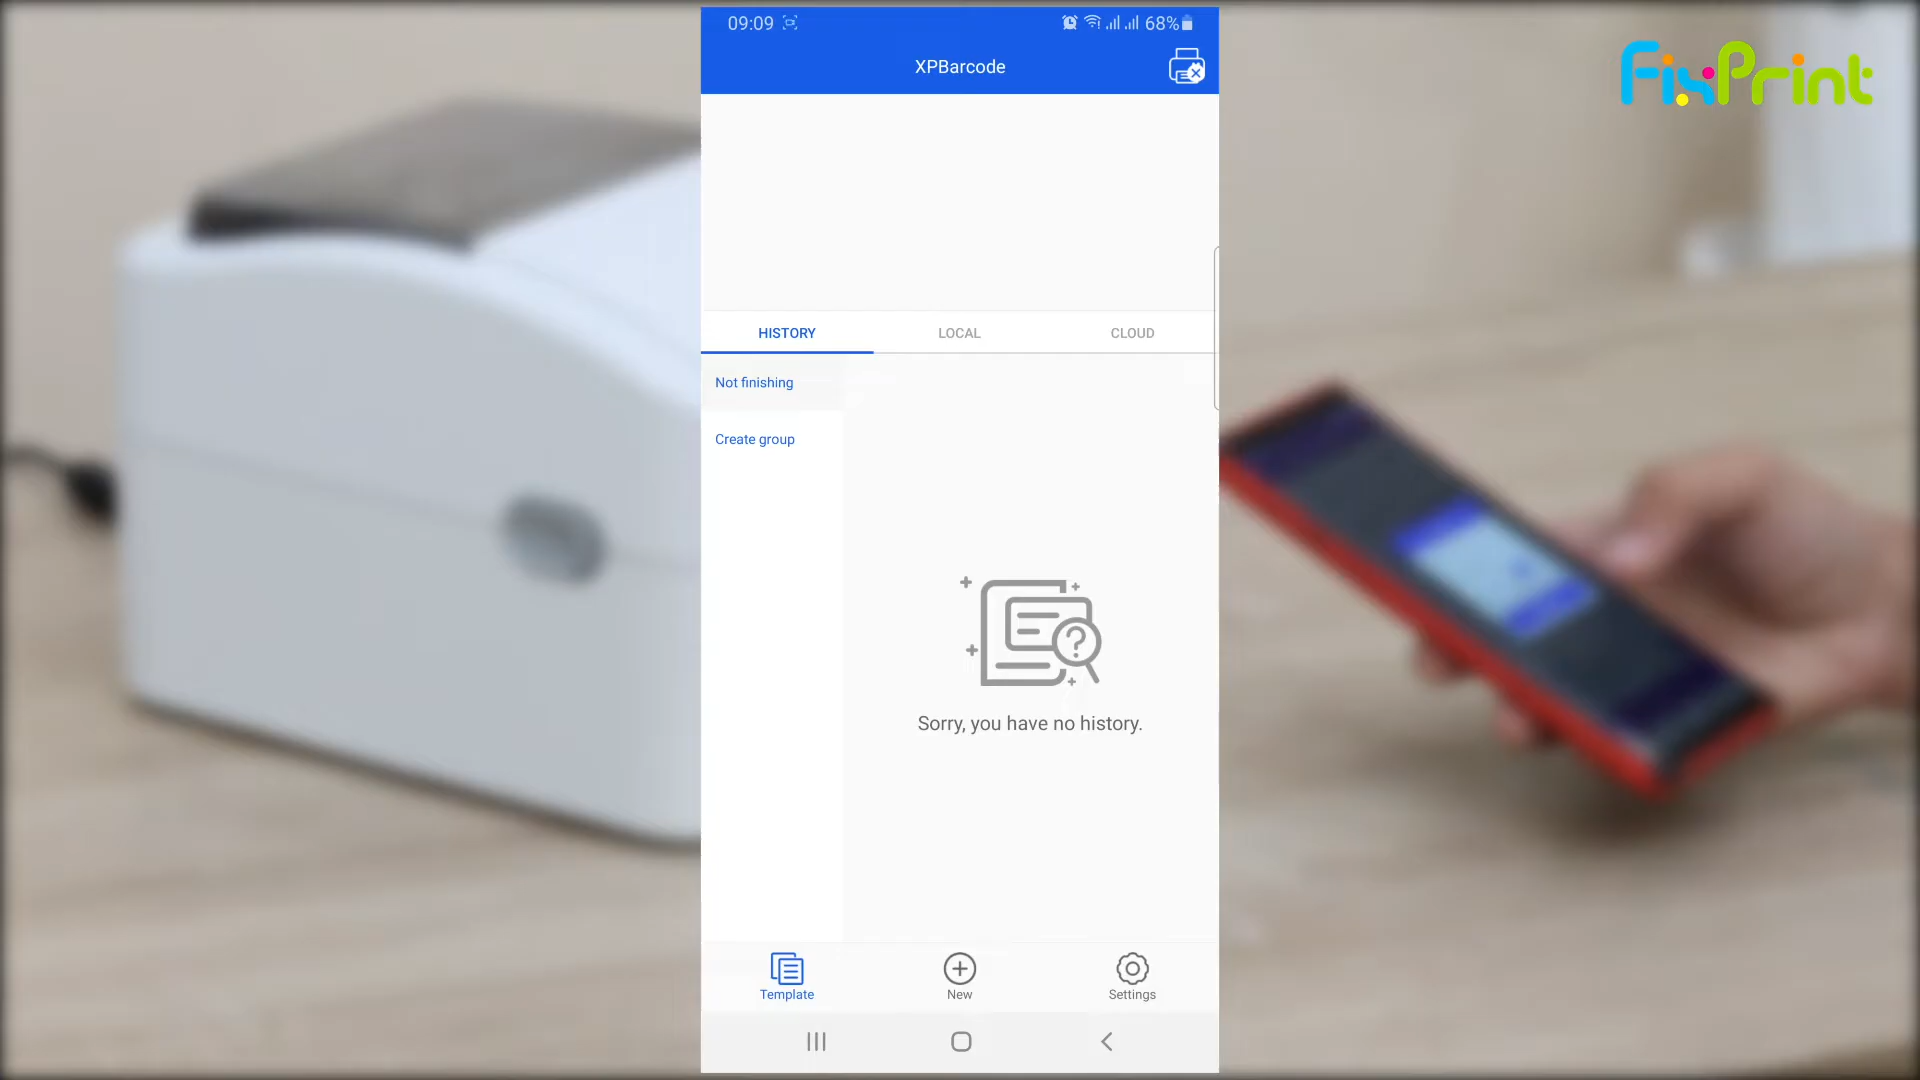 09:09
68%
XPBarcode
FixPrint
HISTORY
LOCAL
CLOUD
Not finishing
Create group
Sorry, you have no history.
Template
New
Settings